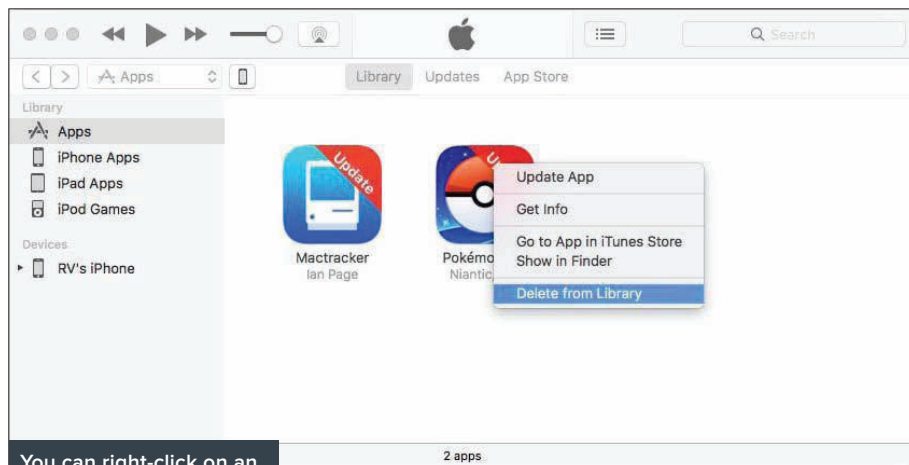 Search
Apps
Library Updates App Store
Library
Apps
iPhone Apps
iPad Apps
iPod Games
Devices
RV's iPhone
Update
Mactracker
Ian Page
Pokémo
Niantic
Update App
Get Info
Go to App in iTunes Store
Show in Finder
Delete from Library
2 apps
You can right-click on an